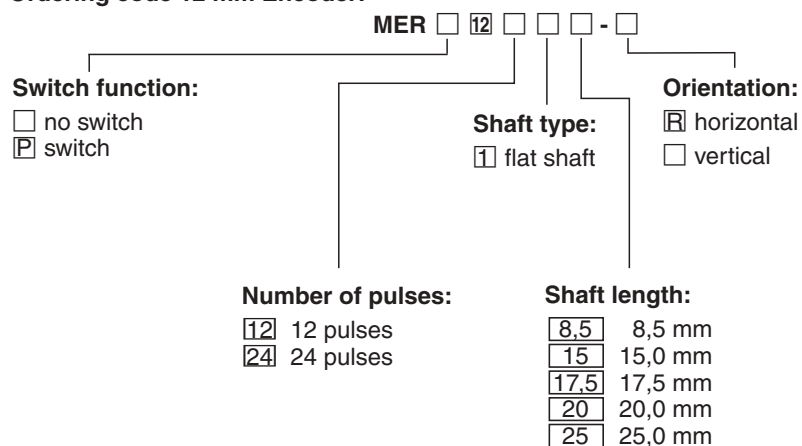 MER 12 -
Switch function:
no switch
P switch
Number of pulses:
12 12 pulses
24 24 pulses
Shaft type:
1 flat shaft
Shaft length:
8,5 8,5 mm
15 15,0 mm
17,5 17,5 mm
20 20,0 mm
25 25,0 mm
Orientation:
R horizontal
vertical